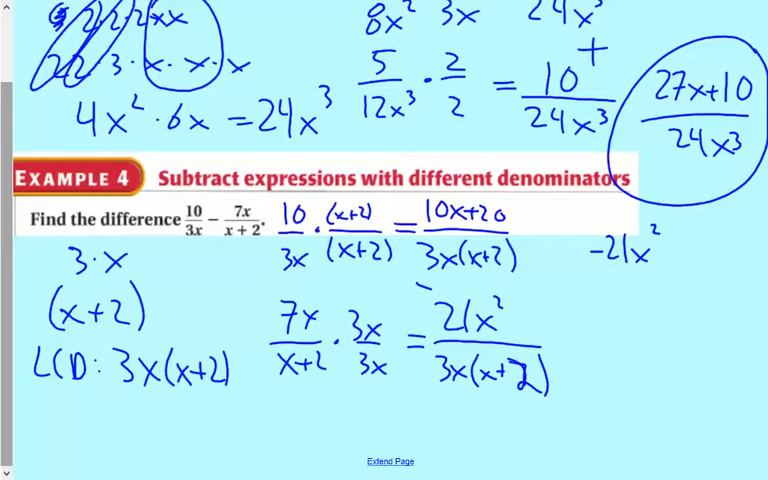 2 2 2 xx
8x² 3x 24x³
2 2 3 · x · x · x
5/12x³ · 2/2 = 10/24x³ +
27x+10/24x³
4x² · 6x = 24x³
EXAMPLE 4 Subtract expressions with different denominators
Find the difference 10/3x − 7x/x + 2. 10/3x · (x+2)/(x+2) = 10x+20/3x(x+2)
3 · x
-21x²
(x+2)
7x/x+2 · 3x/3x = 21x²/3x(x+2)
LCD: 3x(x+2)
Extend Page